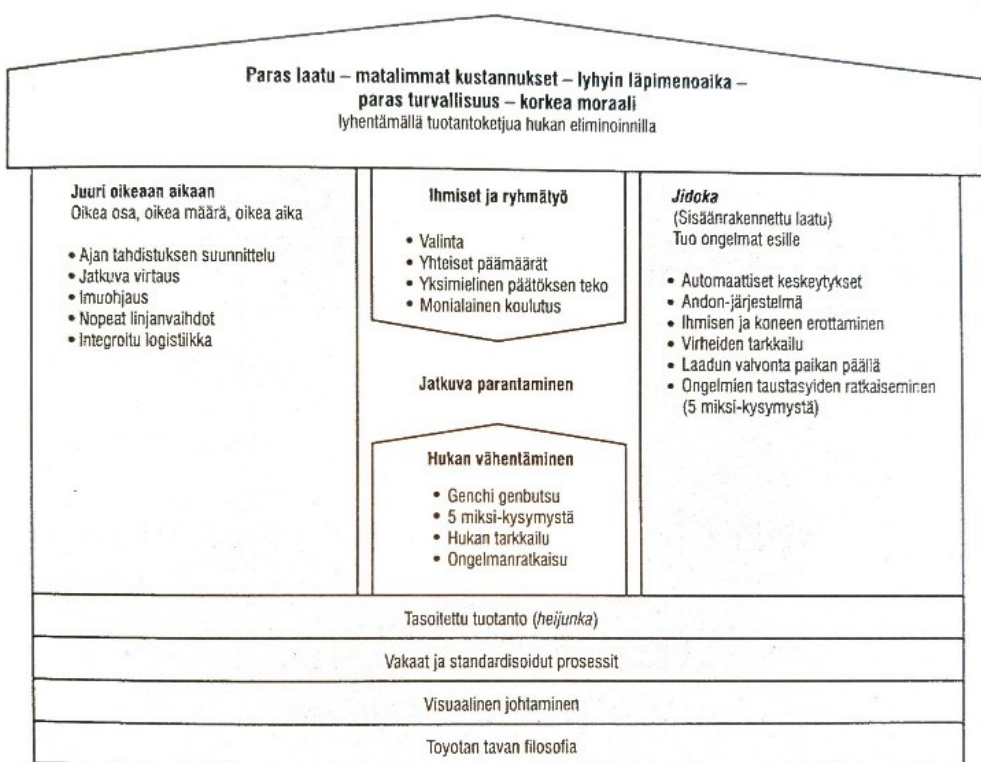 Paras laatu – matalimmat kustannukset – lyhyin läpimenoaika –
paras turvallisuus – korkea moraali
lyhentämällä tuotantoketjua hukan eliminoinnilla
Juuri oikeaan aikaan
Oikea osa, oikea määrä, oikea aika
• Ajan tahdistuksen suunnittelu
• Jatkuva virtaus
• Imuohjaus
• Nopeat linjanvaihdot
• Integroitu logistiikka
Ihmiset ja ryhmätyö
• Valinta
• Yhteiset päämäärät
• Yksimielinen päätöksen teko
• Monialainen koulutus
Jatkuva parantaminen
Hukan vähentäminen
• Genchi genbutsu
• 5 miksi-kysymystä
• Hukan tarkkailu
• Ongelmanratkaisu
Jidoka
(Sisäänrakennettu laatu)
Tuo ongelmat esille
• Automaattiset keskeytykset
• Andon-järjestelmä
• Ihmisen ja koneen erottaminen
• Virheiden tarkkailu
• Laadun valvonta paikan päällä
• Ongelmien taustasyiden ratkaiseminen
(5 miksi-kysymystä)
Tasoitettu tuotanto (heijunka)
Vakaat ja standardisoidut prosessit
Visuaalinen johtaminen
Toyotan tavan filosofia